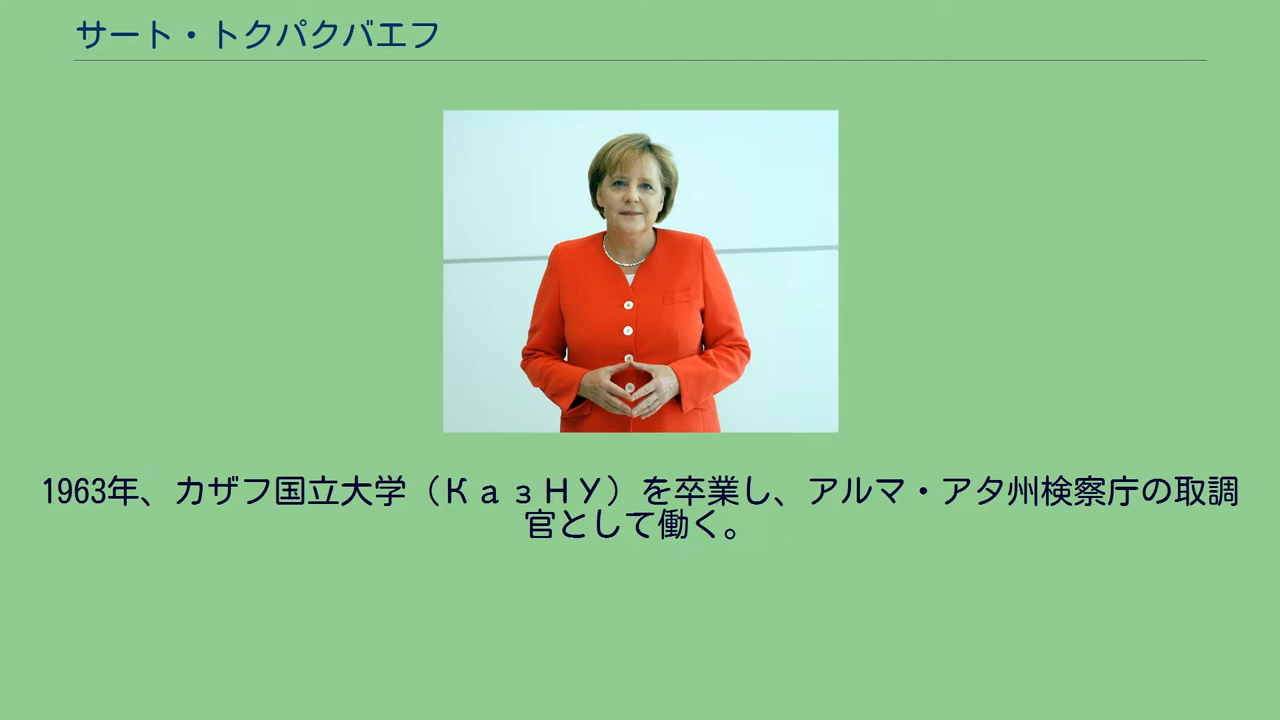 サート・トクパクバエフ
1963年、カザフ国立大学（КазНУ）を卒業し、アルマ・アタ州検察庁の取調
官として働く。